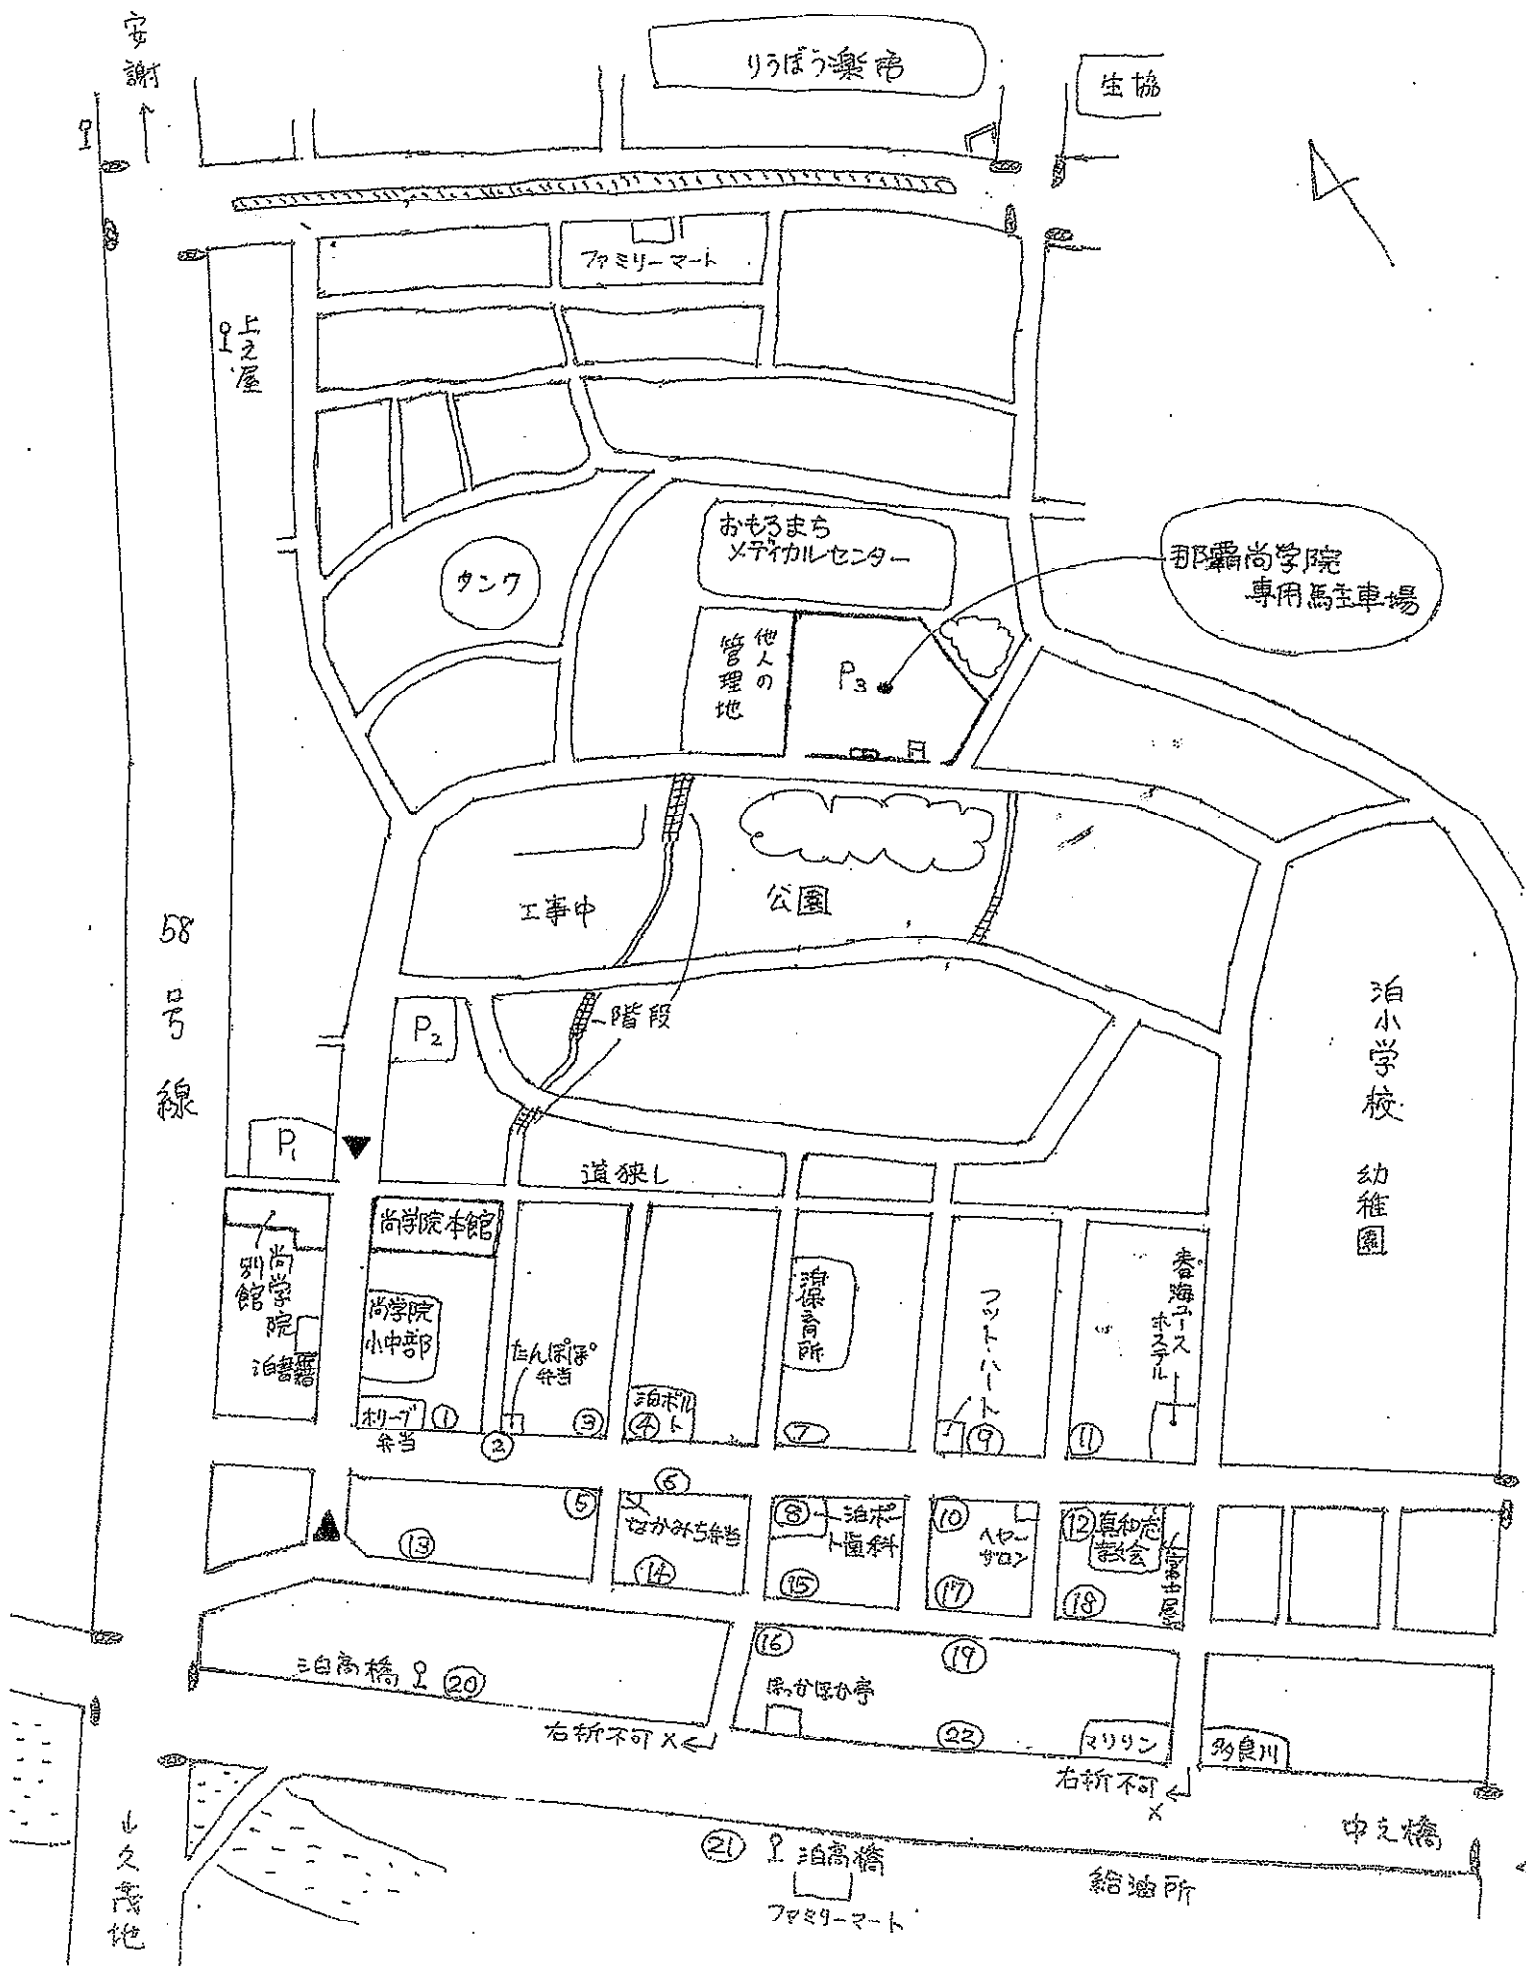 安謝
りうぼう楽市
生協
ファミリーマート
上之屋
おもろまち
メディカルセンター
那覇尚学院
専用駐車場
タンク
他人の
管理地
P3
工事中
公園
58号線
階段
P2
泊小学校 幼稚園
P1
道狭し
尚学院本館
尚学院
別館
尚学院
小中部
泊書籍
たんぽぽ
弁当
泊ポルト
泊保育所
フット・ハート
春海ユース
ホステル
オリーブ
弁当
①
②
③
④
⑦
⑨
⑪
⑤
⑥
なかみち弁当
⑧
泊ポート歯科
⑩
ヘヤーサロン
⑫
真和志
教会
富士屋
⑬
⑭
⑮
⑰
⑱
⑯
⑲
泊高橋
⑳
ほっかほか亭
右折不可 x
㉒
マリリン
多良川
右折不可
x
中之橋
久茂地
㉑
泊高橋
給油所
ファミリーマート